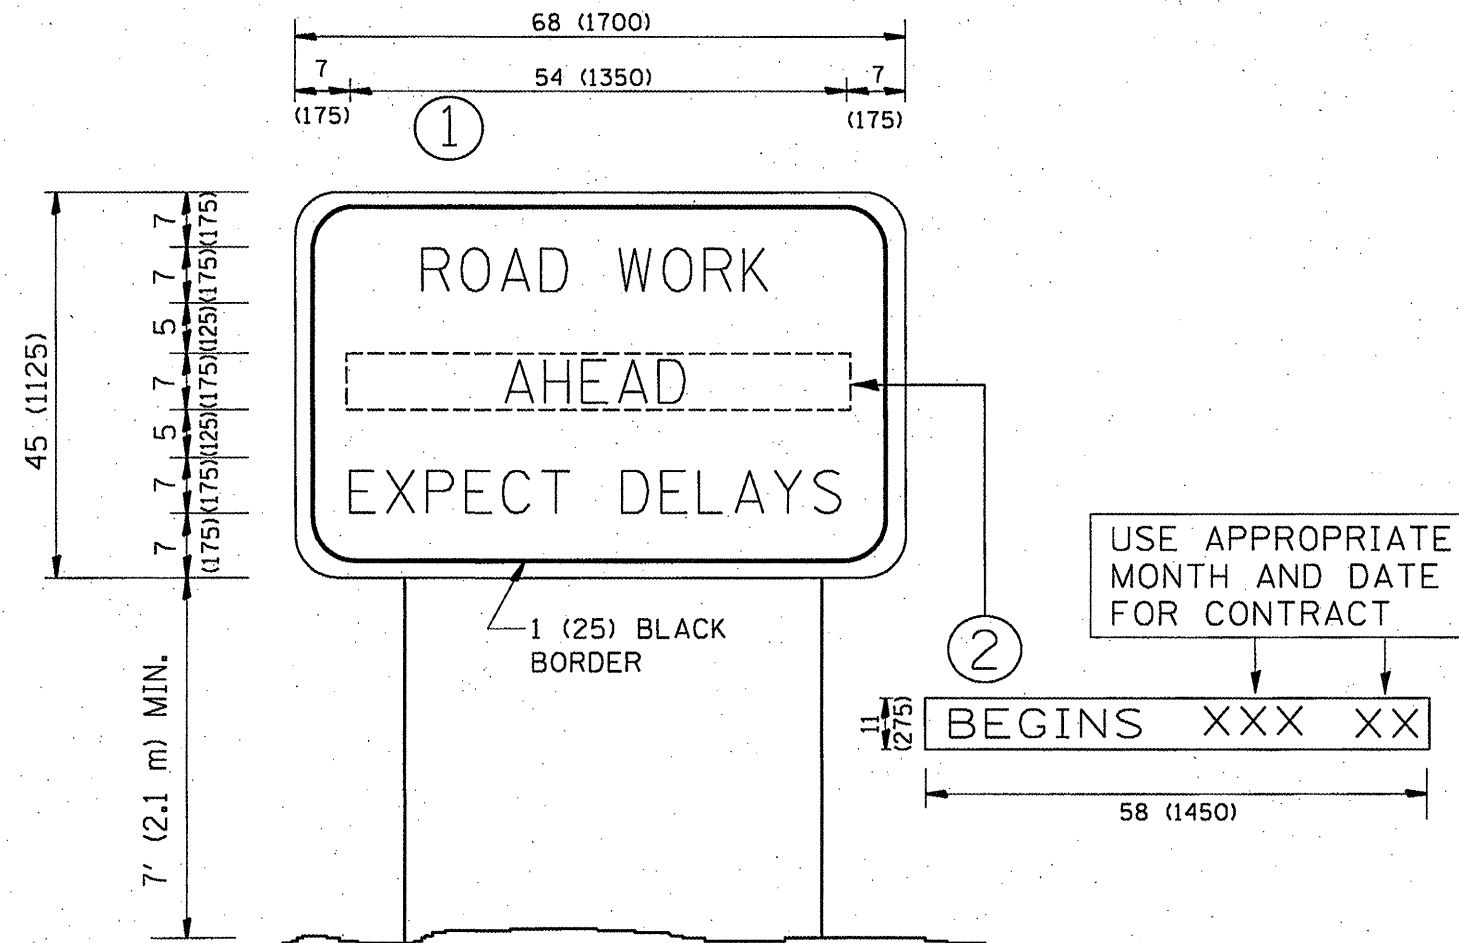 68 (1700)
7 54 (1350) 7
(175) (175)
1
45 (1125)
7 (175)
7 (175)
5 (125)
7 (175)
5 (125)
7 (175)
7 (175)
ROAD WORK
AHEAD
EXPECT DELAYS
1 (25) BLACK
BORDER
7' (2.1 m) MIN.
2
USE APPROPRIATE
MONTH AND DATE
FOR CONTRACT
11
(275)
BEGINS XXX XX
58 (1450)